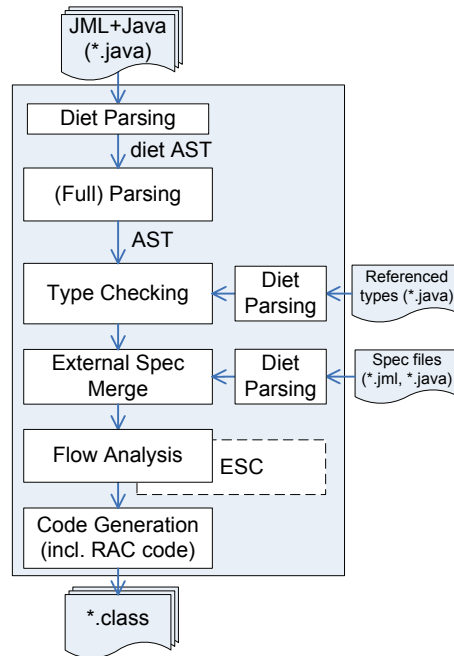 JML+Java
(*.java)
Diet Parsing
diet AST
(Full) Parsing
AST
Type Checking
Diet
Parsing
Referenced
types (*.java)
External Spec
Merge
Diet
Parsing
Spec files
(*.jml, *.java)
Flow Analysis
ESC
Code Generation
(incl. RAC code)
*.class